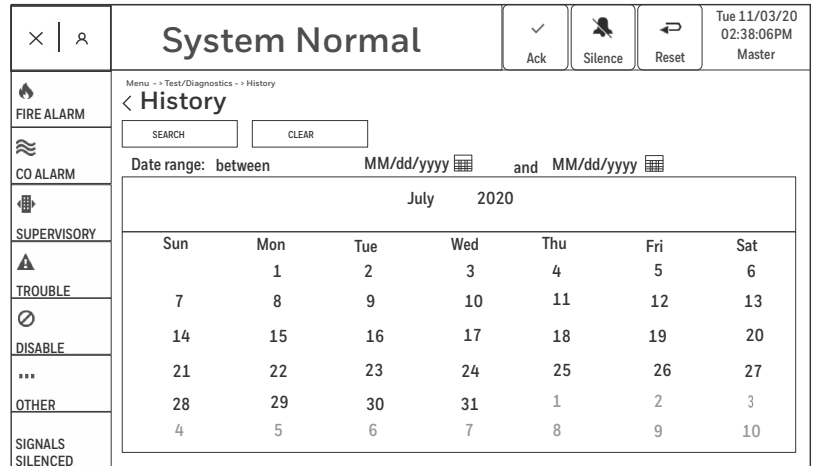 System Normal
Ack
Silence
Reset
Tue 11/03/20
02:38:06PM
Master
FIRE ALARM
CO ALARM
SUPERVISORY
TROUBLE
DISABLE
OTHER
SIGNALS
SILENCED
Menu -> Test/Diagnostics -> History
< History
SEARCH CLEAR
Date range: between MM/dd/yyyy and MM/dd/yyyy
July 2020
Sun Mon Tue Wed Thu Fri Sat
1 2 3 4 5 6
7 8 9 10 11 12 13
14 15 16 17 18 19 20
21 22 23 24 25 26 27
28 29 30 31 1 2 3
4 5 6 7 8 9 10